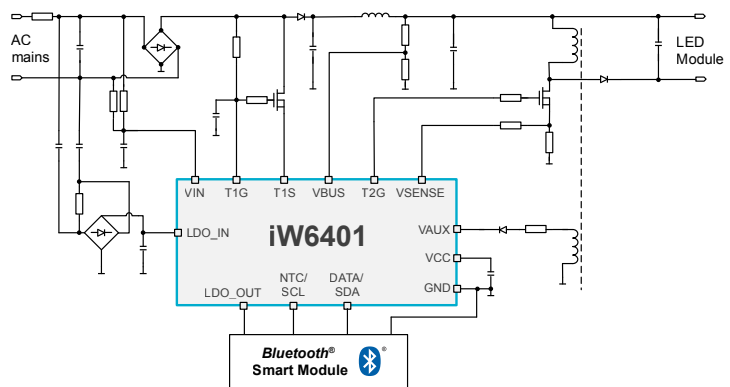 AC
mains
LED
Module
VIN
T1G
T1S
VBUS
T2G
VSENSE
LDO_IN
iW6401
VAUX
VCC
GND
LDO_OUT
NTC/
SCL
DATA/
SDA
Bluetooth®
Smart Module
®